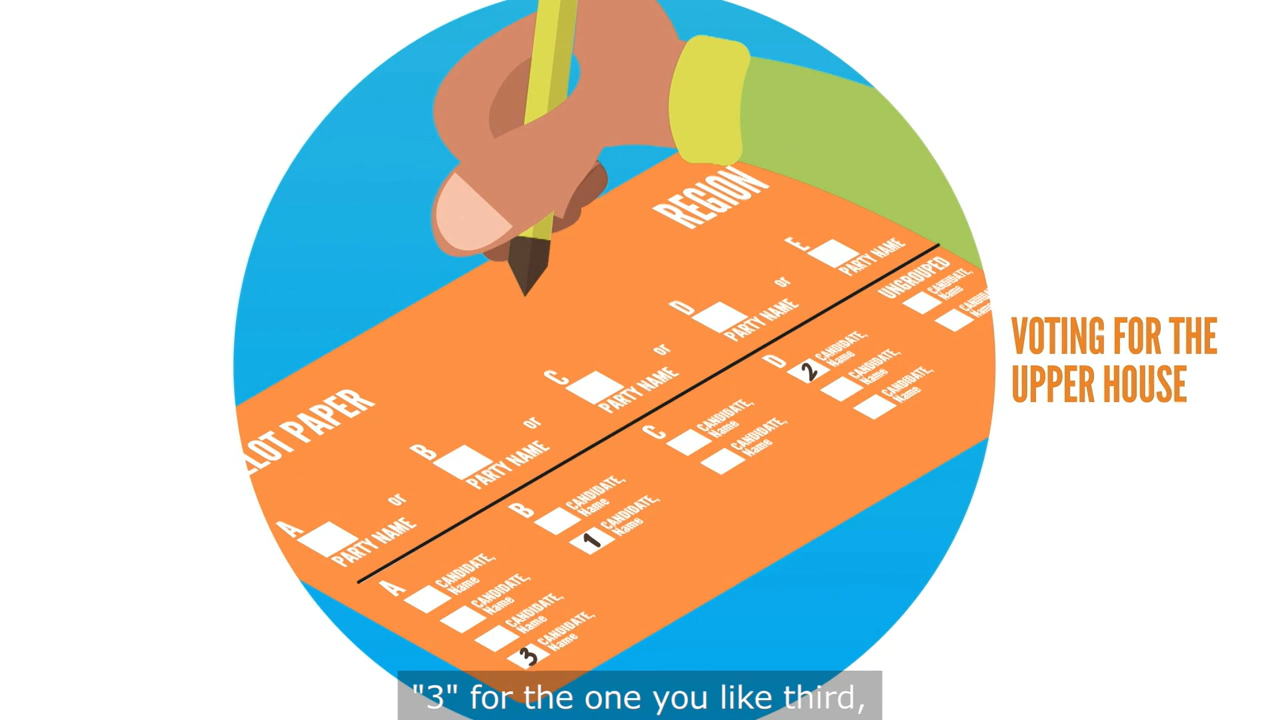 REGION
LOT PAPER
A
PARTY NAME
or
B
PARTY NAME
or
C
PARTY NAME
or
D
PARTY NAME
or
E
PARTY NAME
A
CANDIDATE,
Name
CANDIDATE,
Name
CANDIDATE,
Name
3
CANDIDATE,
Name
B
CANDIDATE,
Name
1
CANDIDATE,
Name
C
CANDIDATE,
Name
CANDIDATE,
Name
D
2
CANDIDATE,
Name
CANDIDATE,
Name
CANDIDATE,
Name
UNGROUPED
CANDIDATE,
Name
VOTING FOR THE
UPPER HOUSE
"3" for the one you like third,